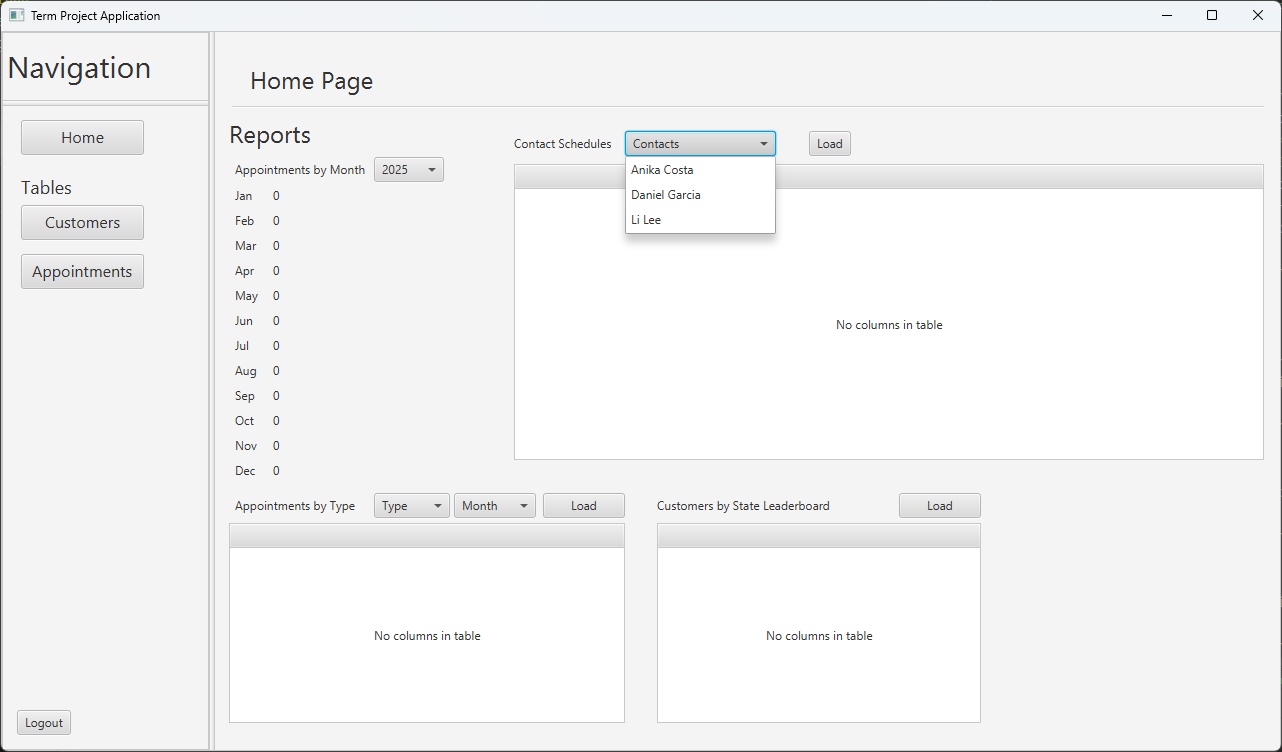 Term Project Application
Navigation
Home
Tables
Customers
Appointments
Logout
Home Page
Reports
Appointments by Month 2025
Jan 0
Feb 0
Mar 0
Apr 0
May 0
Jun 0
Jul 0
Aug 0
Sep 0
Oct 0
Nov 0
Dec 0
Contact Schedules Contacts Load
Anika Costa
Daniel Garcia
Li Lee
No columns in table
Appointments by Type Type Month Load
No columns in table
Customers by State Leaderboard Load
No columns in table